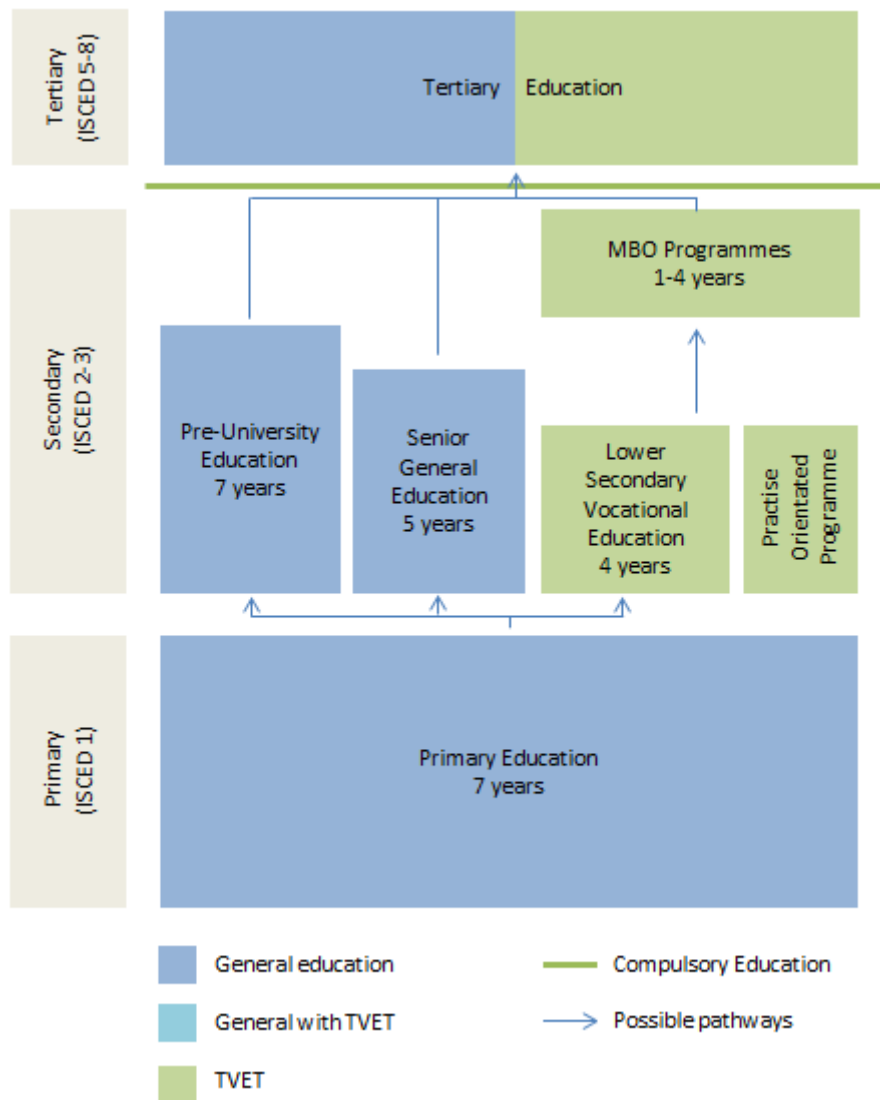 Tertiary
(ISCED 5-8)
Tertiary Education
Secondary
(ISCED 2-3)
MBO Programmes
1-4 years
Pre-University
Education
7 years
Senior
General
Education
5 years
Lower
Secondary
Vocational
Education
4 years
Practise
Orientated
Programme
Primary
(ISCED 1)
Primary Education
7 years
General education
Compulsory Education
General with TVET
Possible pathways
TVET